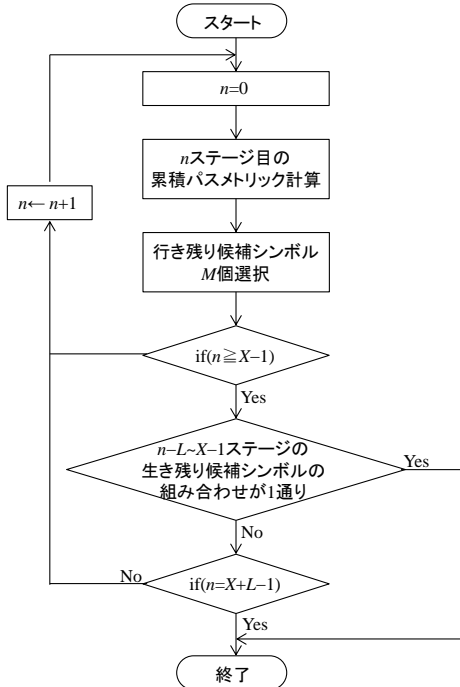 スタート
n=0
nステージ目の
累積パスメトリック計算
n← n+1
行き残り候補シンボル
M個選択
if(n≧X−1)
Yes
n−L~X−1ステージの
生き残り候補シンボルの
組み合わせが1通り
Yes
No
No
if(n=X+L−1)
Yes
終了